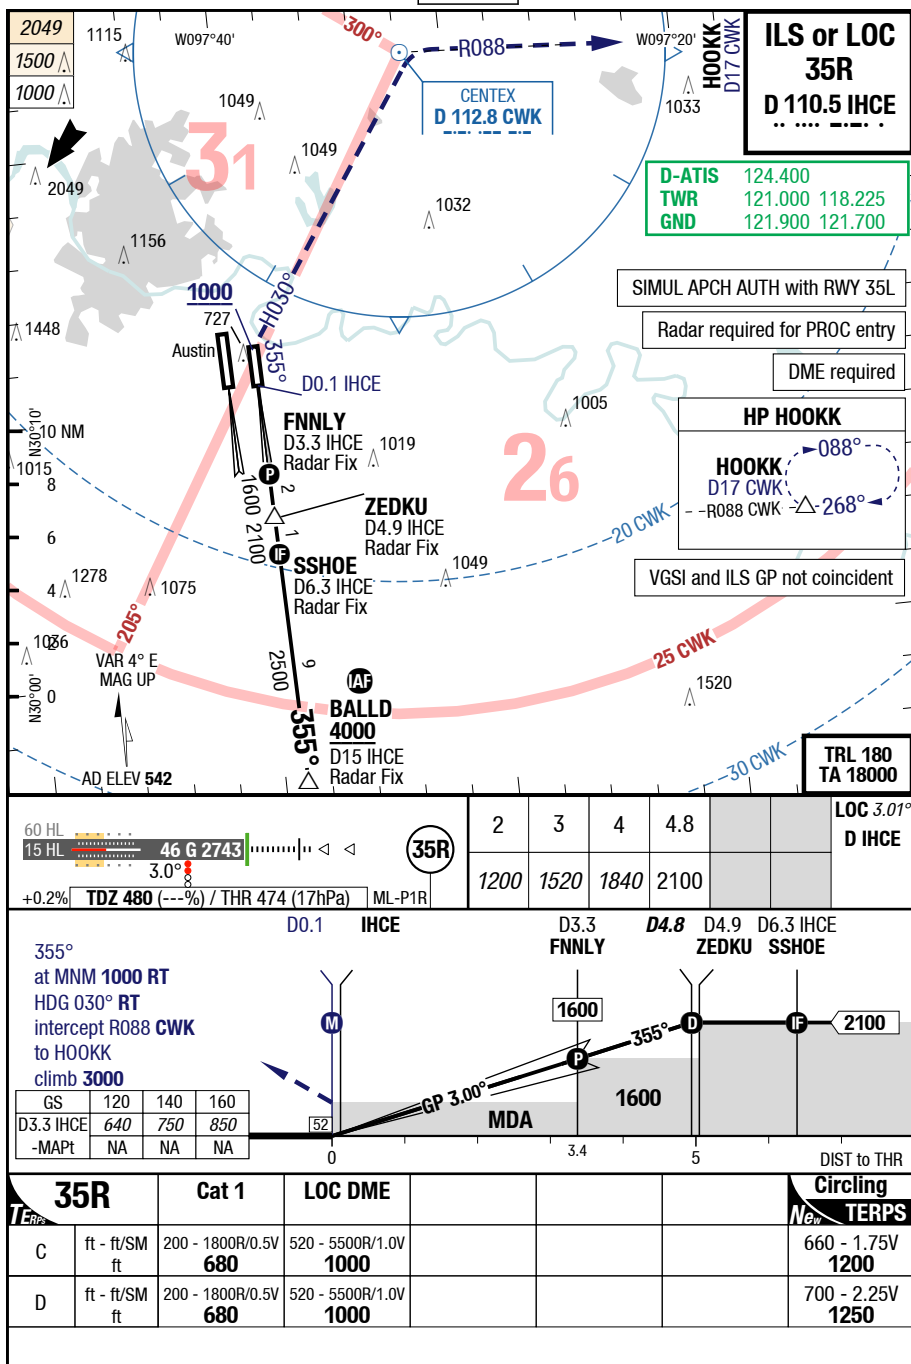 2049
1500
1000
1115
W097°40'
300°
R088
W097°20'
HOOKK
D17 CWK
ILS or LOC
35R
D 110.5 IHCE
CENTEX
D 112.8 CWK
1049
1033
31
1049
2049
1032
1156
D-ATIS 124.400
TWR 121.000 118.225
GND 121.900 121.700
SIMUL APCH AUTH with RWY 35L
Radar required for PROC entry
DME required
1000
727
H030°
355°
1448
Austin
D0.1 IHCE
FNNLY
D3.3 IHCE
Radar Fix
1005
1019
26
HP HOOKK
HOOKK
D17 CWK
088°
R088 CWK
268°
N30°10'
10 NM
1015
8
P
2
1600
ZEDKU
D4.9 IHCE
Radar Fix
20 CWK
6
2100
1
IF
SSHOE
D6.3 IHCE
Radar Fix
1049
VGSI and ILS GP not coincident
1278
4
1075
205°
1036
2
VAR 4° E
MAG UP
25 CWK
9
2500
IAF
BALLD
4000
D15 IHCE
Radar Fix
355°
1520
N30°00'
0
AD ELEV 542
30 CWK
TRL 180
TA 18000
60 HL
15 HL
46 G 2743
3.0°
35R
+0.2%
TDZ 480 (---%) / THR 474 (17hPa)
ML-P1R
2 3 4 4.8
LOC 3.01°
D IHCE
1200 1520 1840 2100
D0.1 IHCE D3.3 D4.8 D4.9 D6.3 IHCE
FNNLY ZEDKU SSHOE
355°
at MNM 1000 RT
HDG 030° RT
intercept R088 CWK
to HOOKK
climb 3000
M
1600
355°
D
IF
2100
P
GP 3.00°
1600
MDA
52
GS 120 140 160
D3.3 IHCE 640 750 850
-MAPt NA NA NA
0 3.4 5 DIST to THR
35R Cat 1 LOC DME Circling
TERPS
New TERPS
C ft - ft/SM 200 - 1800R/0.5V 520 - 5500R/1.0V 660 - 1.75V
ft 680 1000 1200
D ft - ft/SM 200 - 1800R/0.5V 520 - 5500R/1.0V 700 - 2.25V
ft 680 1000 1250